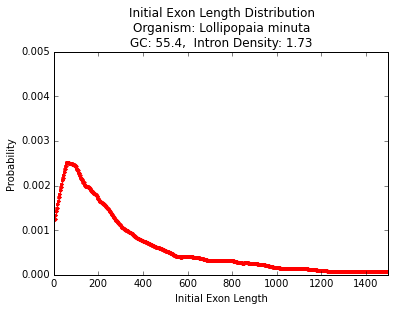 Initial Exon Length Distribution
Organism: Lollipopaia minuta
GC: 55.4,  Intron Density: 1.73
0.005
0.004
0.003
0.002
0.001
0.000
Probability
0
200
400
600
800
1000
1200
1400
Initial Exon Length